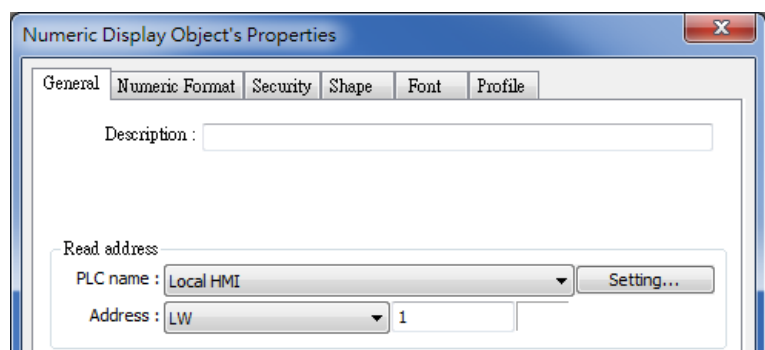 Numeric Display Object's Properties
General Numeric Format Security Shape Font Profile
Description :
Read address
PLC name : Local HMI Setting...
Address : LW 1